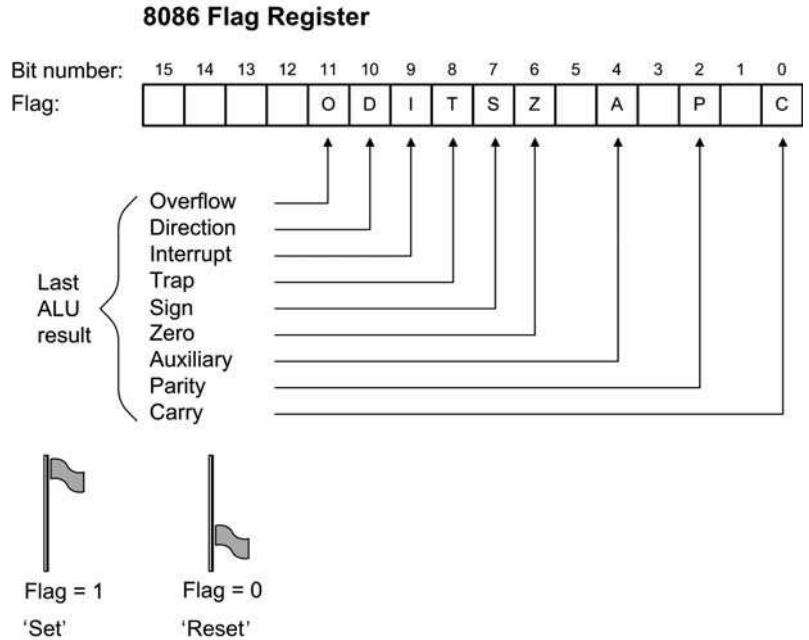 8086 Flag Register
Bit number: 15 14 13 12 11 10 9 8 7 6 5 4 3 2 1 0
Flag: O D I T S Z A P C
Overflow
Direction
Interrupt
Trap
Sign
Zero
Auxiliary
Parity
Carry
Last
ALU
result
Flag = 1 Flag = 0
‘Set’ ‘Reset’